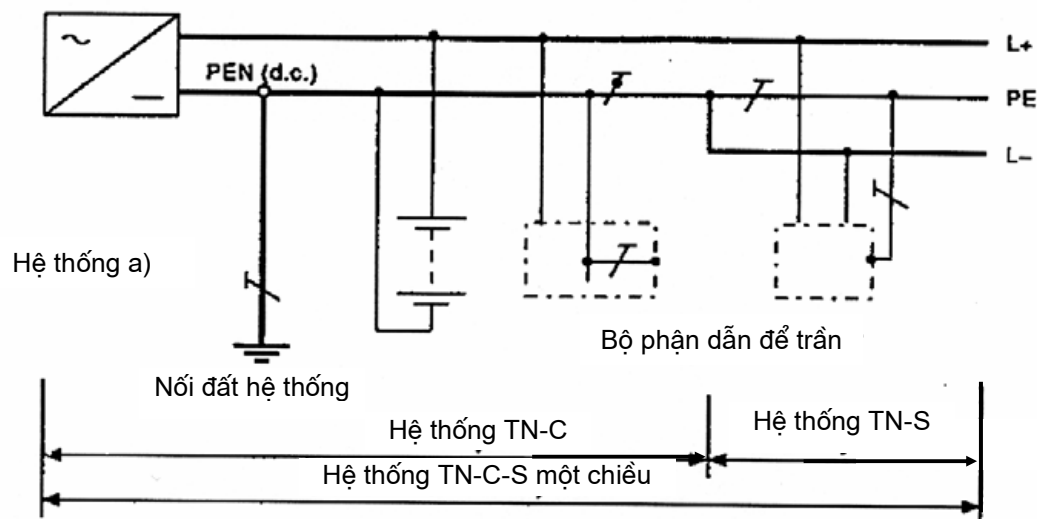 L+
PEN (d.c.)
PE
L–
Hệ thống a)
Bộ phận dẫn để trần
Nối đất hệ thống
Hệ thống TN-C
Hệ thống TN-S
Hệ thống TN-C-S một chiều